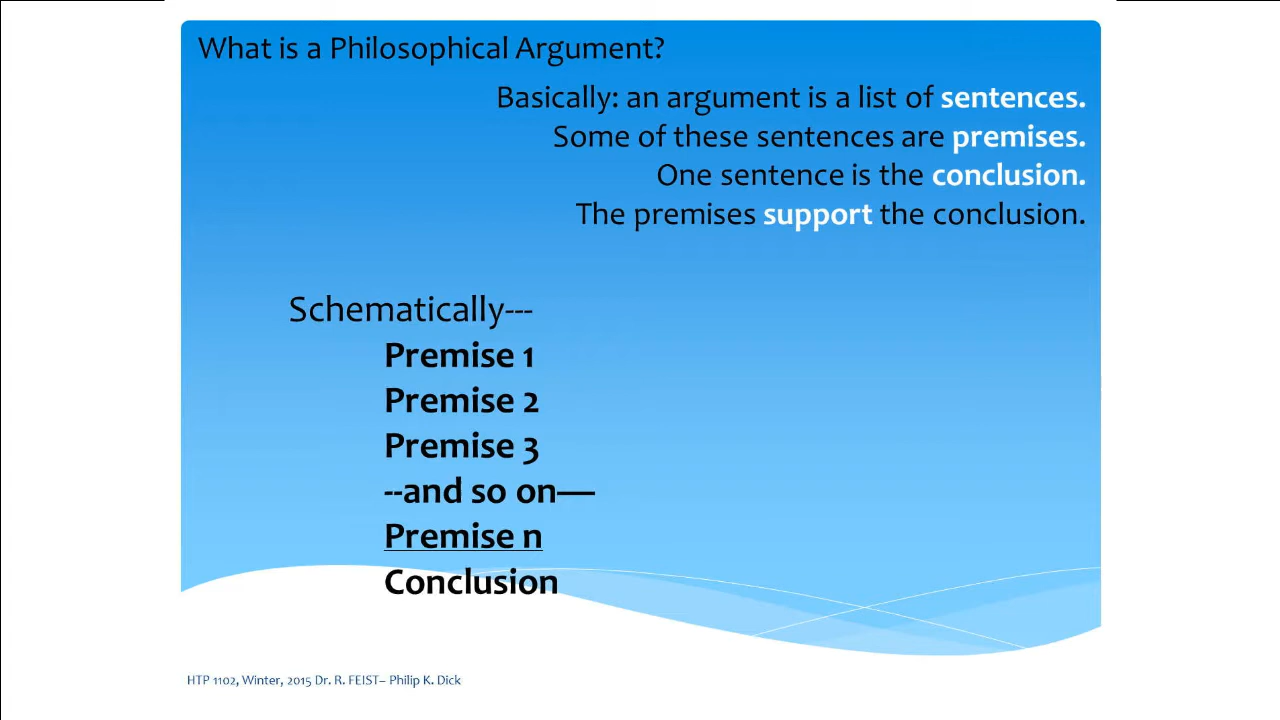 What is a Philosophical Argument?
Basically: an argument is a list of sentences.
Some of these sentences are premises.
One sentence is the conclusion.
The premises support the conclusion.
Schematically---
Premise 1
Premise 2
Premise 3
--and so on—
Premise n
Conclusion
HTP 1102, Winter, 2015 Dr. R. FEIST– Philip K. Dick